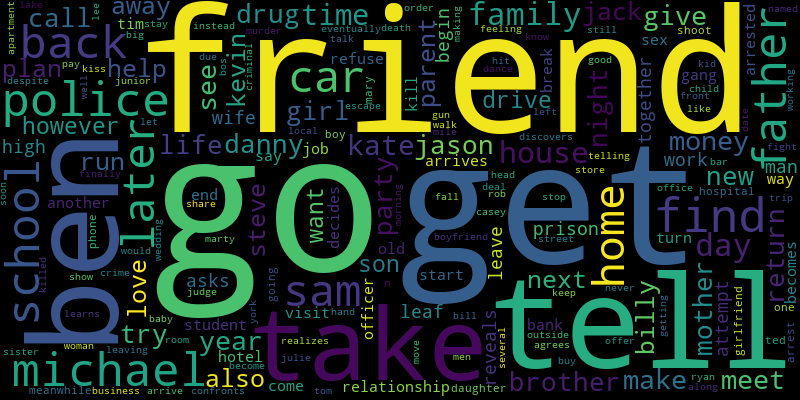 friend
go
get
tell
take
ben
back
police
school
michael
later
father
find
car
family
home
sam
drugtime
call
away
tim
jack
give
plan
help
kevin
see
girl
parent
begin
drive
night
gang
money
house
jason
kate
danny
life
run
high
however
wife
job
say
party
want
steve
son
old
prison
next
new
day
man
way
work
return
mother
attempt
becomes
billy
brother
make
meet
relationship
daughter
reveals
leaf
visit
officer
year
also
try
love
asks
student
hotel
another
end
share
marty
judge
decides
start
arrives
leave
turn
together
sex
break
kill
mary
refuse
feeling
escape
stay
instead
eventually
death
order
murder
talk
know
still
dance
hit
good
kid
child
front
like
arrested
named
working
date
fight
lake
apartment
lee
big
pay
kiss
despite
junior
well
let
due
bos
criminal
local
boy
gun
walk
mile
left
discovers
shoot
making
telling
store
bar
office
hospital
trip
head
deal
rob
stop
fall
casey
street
boyfriend
morning
keep
never
getting
bank
outside
agrees
offer
buy
several
men
move
bill
hand
n
going
york
realizes
julie
become
tom
come
confronts
arrive
business
meanwhile
leaving
room
baby
woman
sister
learns
show
crime
would
wedding
phone
finally
soon
killed
girlfriend
one
ted
arrest
ryan
along